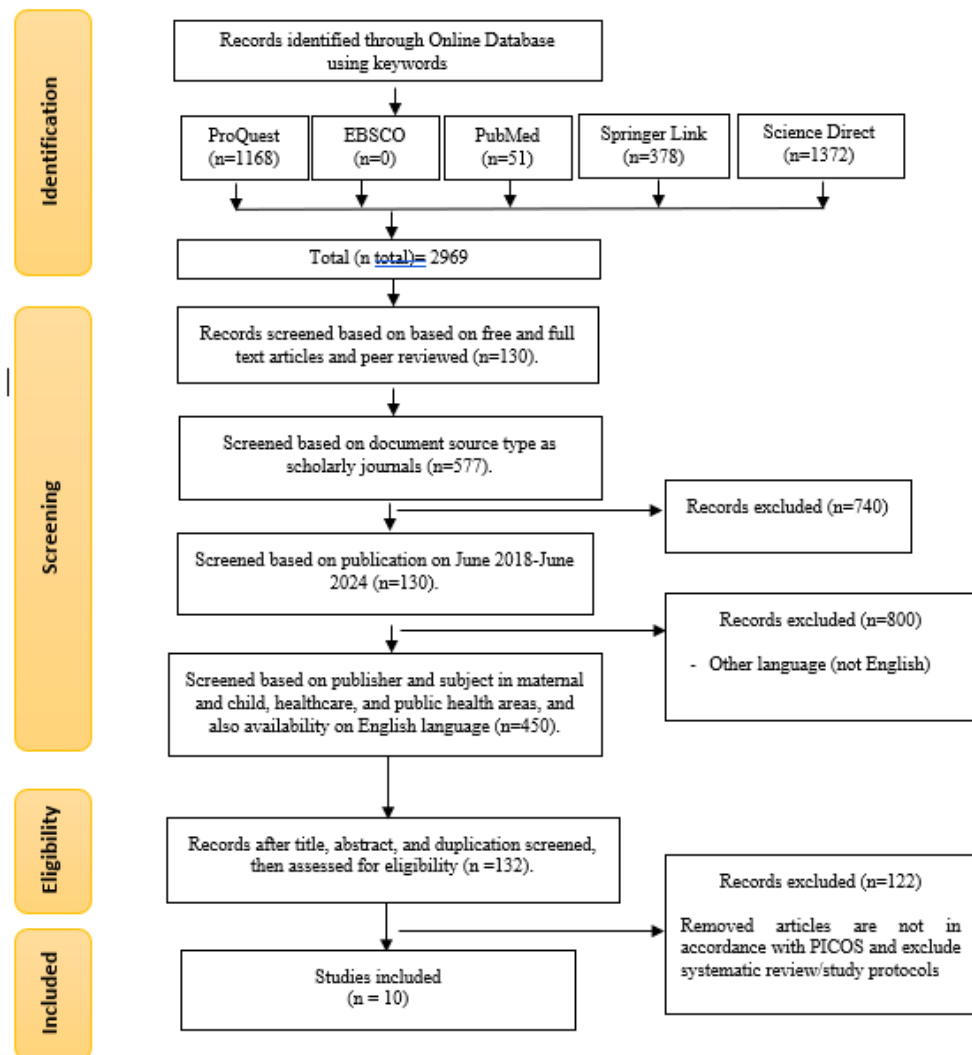 Identification
Records identified through Online Database
using keywords
ProQuest
(n=1168)
EBSCO
(n=0)
PubMed
(n=51)
Springer Link
(n=378)
Science Direct
(n=1372)
Total (n total)= 2969
Screening
Records screened based on based on free and full
text articles and peer reviewed (n=130).
Screened based on document source type as
scholarly journals (n=577).
Records excluded (n=740)
Screened based on publication on June 2018-June
2024 (n=130).
Records excluded (n=800)
- Other language (not English)
Screened based on publisher and subject in maternal
and child, healthcare, and public health areas, and
also availability on English language (n=450).
Eligibility
Records after title, abstract, and duplication screened,
then assessed for eligibility (n =132).
Records excluded (n=122)
Removed articles are not in
accordance with PICOS and exclude
systematic review/study protocols
Included
Studies included
(n = 10)